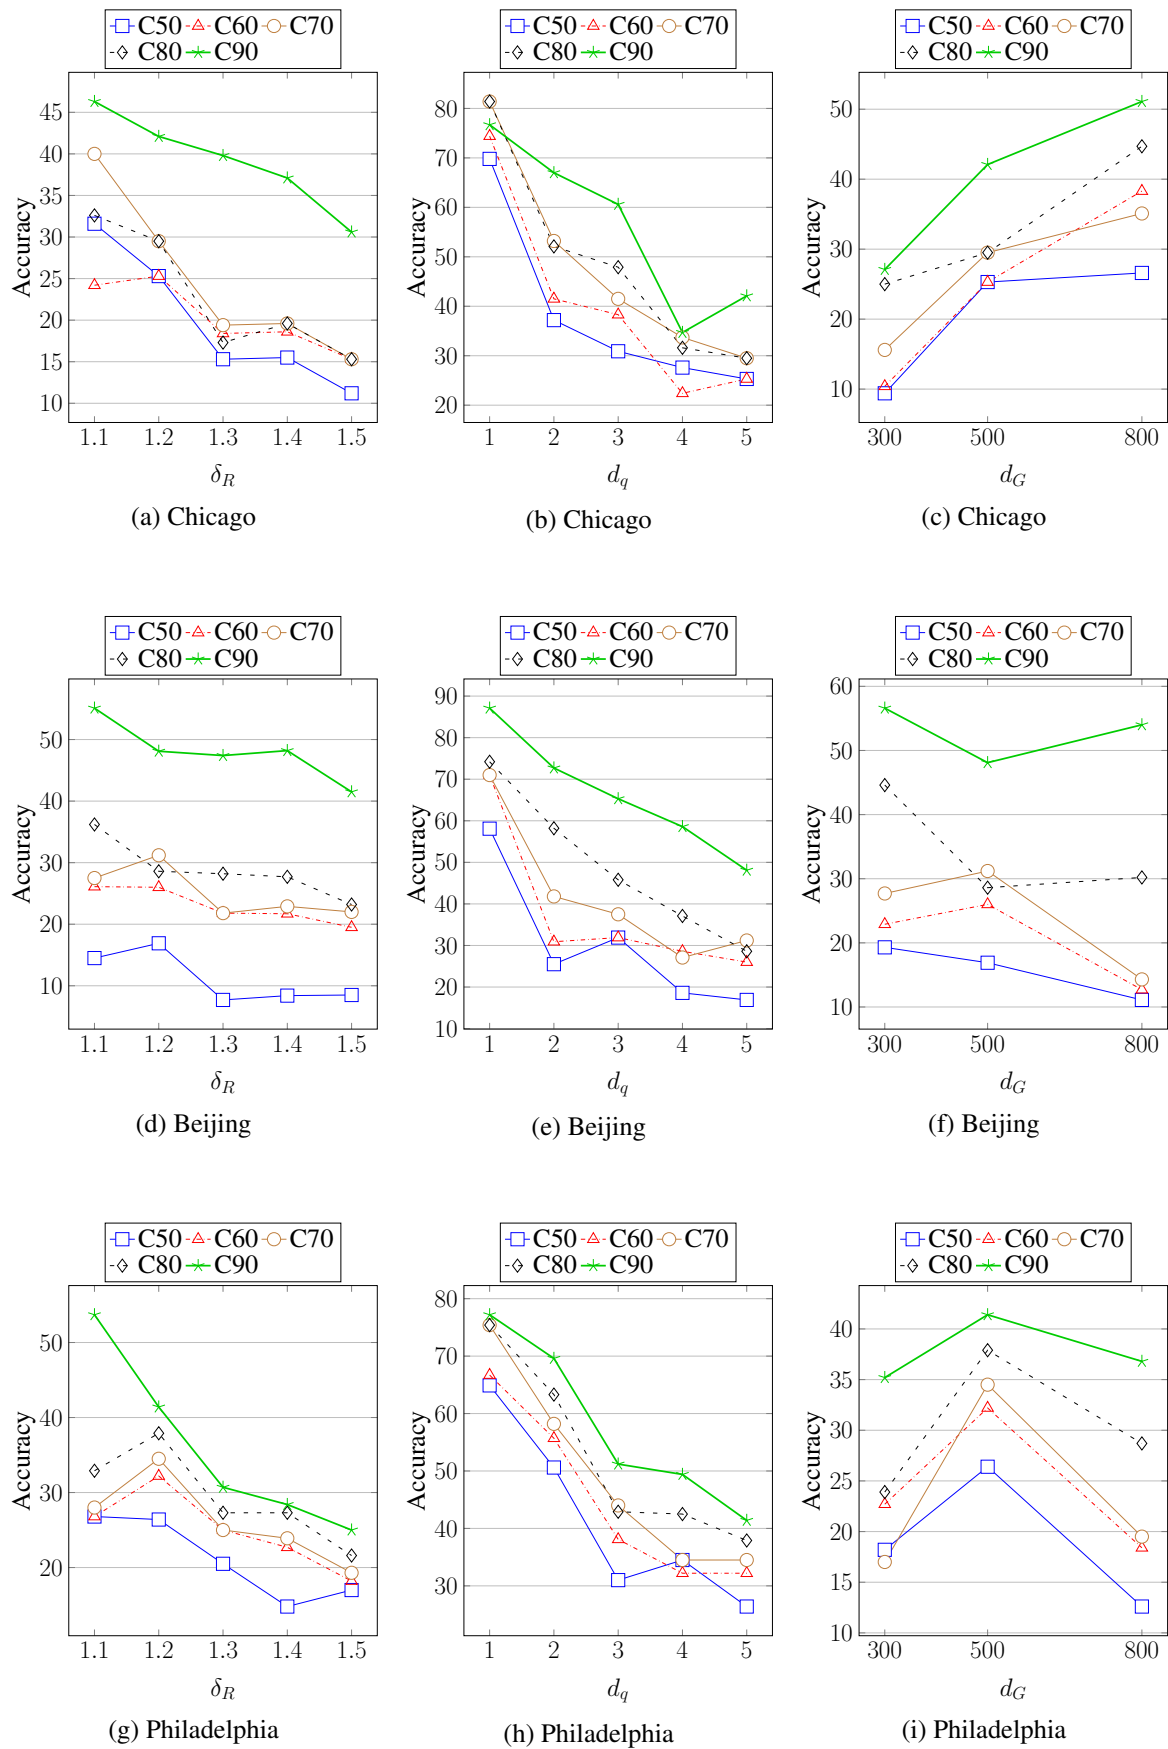 C50 C60 C70
C80 C90
C50 C60 C70
C80 C90
C50 C60 C70
C80 C90
Accuracy
45
40
35
30
25
20
15
10
1.1 1.2 1.3 1.4 1.5
δ_R
(a) Chicago
Accuracy
80
70
60
50
40
30
20
1 2 3 4 5
d_q
(b) Chicago
Accuracy
50
40
30
20
10
300 500 800
d_G
(c) Chicago
C50 C60 C70
C80 C90
C50 C60 C70
C80 C90
C50 C60 C70
C80 C90
Accuracy
50
40
30
20
10
1.1 1.2 1.3 1.4 1.5
δ_R
(d) Beijing
Accuracy
90
80
70
60
50
40
30
20
10
1 2 3 4 5
d_q
(e) Beijing
Accuracy
60
50
40
30
20
10
300 500 800
d_G
(f) Beijing
C50 C60 C70
C80 C90
C50 C60 C70
C80 C90
C50 C60 C70
C80 C90
Accuracy
50
40
30
20
1.1 1.2 1.3 1.4 1.5
δ_R
(g) Philadelphia
Accuracy
80
70
60
50
40
30
1 2 3 4 5
d_q
(h) Philadelphia
Accuracy
40
35
30
25
20
15
10
300 500 800
d_G
(i) Philadelphia